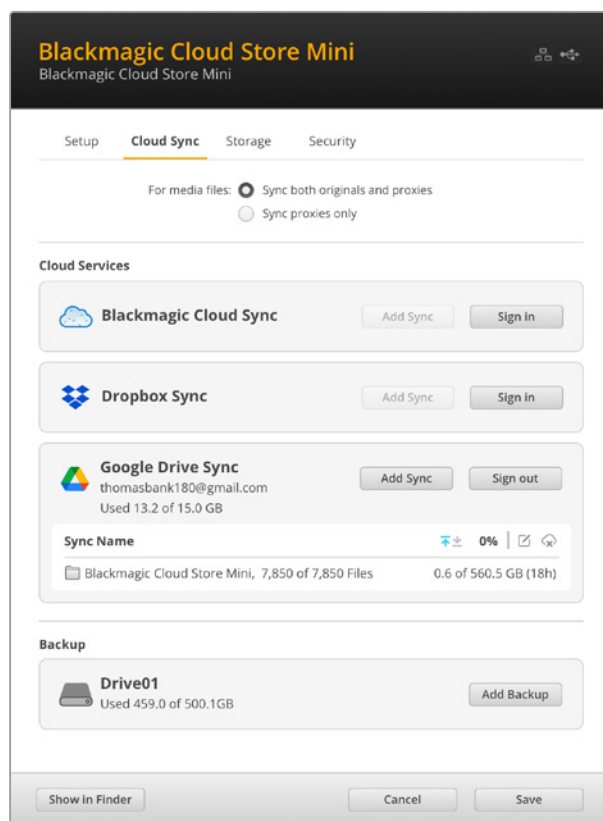 Blackmagic Cloud Store Mini
Blackmagic Cloud Store Mini
Setup Cloud Sync Storage Security
For media files: Sync both originals and proxies
Sync proxies only
Cloud Services
Blackmagic Cloud Sync Add Sync Sign in
Dropbox Sync Add Sync Sign in
Google Drive Sync
thomasbank180@gmail.com Add Sync Sign out
Used 13.2 of 15.0 GB
Sync Name 0%
Blackmagic Cloud Store Mini, 7,850 of 7,850 Files 0.6 of 560.5 GB (18h)
Backup
Drive01
Used 459.0 of 500.1GB Add Backup
Show in Finder Cancel Save